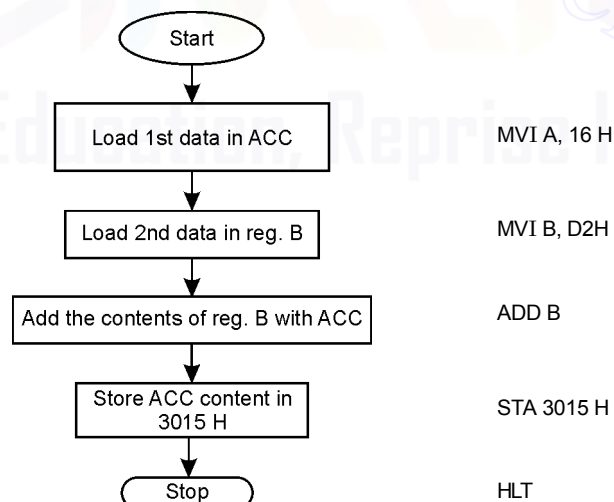 Start
Load 1st data in ACC
MVI A, 16 H
Load 2nd data in reg. B
MVI B, D2H
Add the contents of reg. B with ACC
ADD B
Store ACC content in
3015 H
STA 3015 H
Stop
HLT